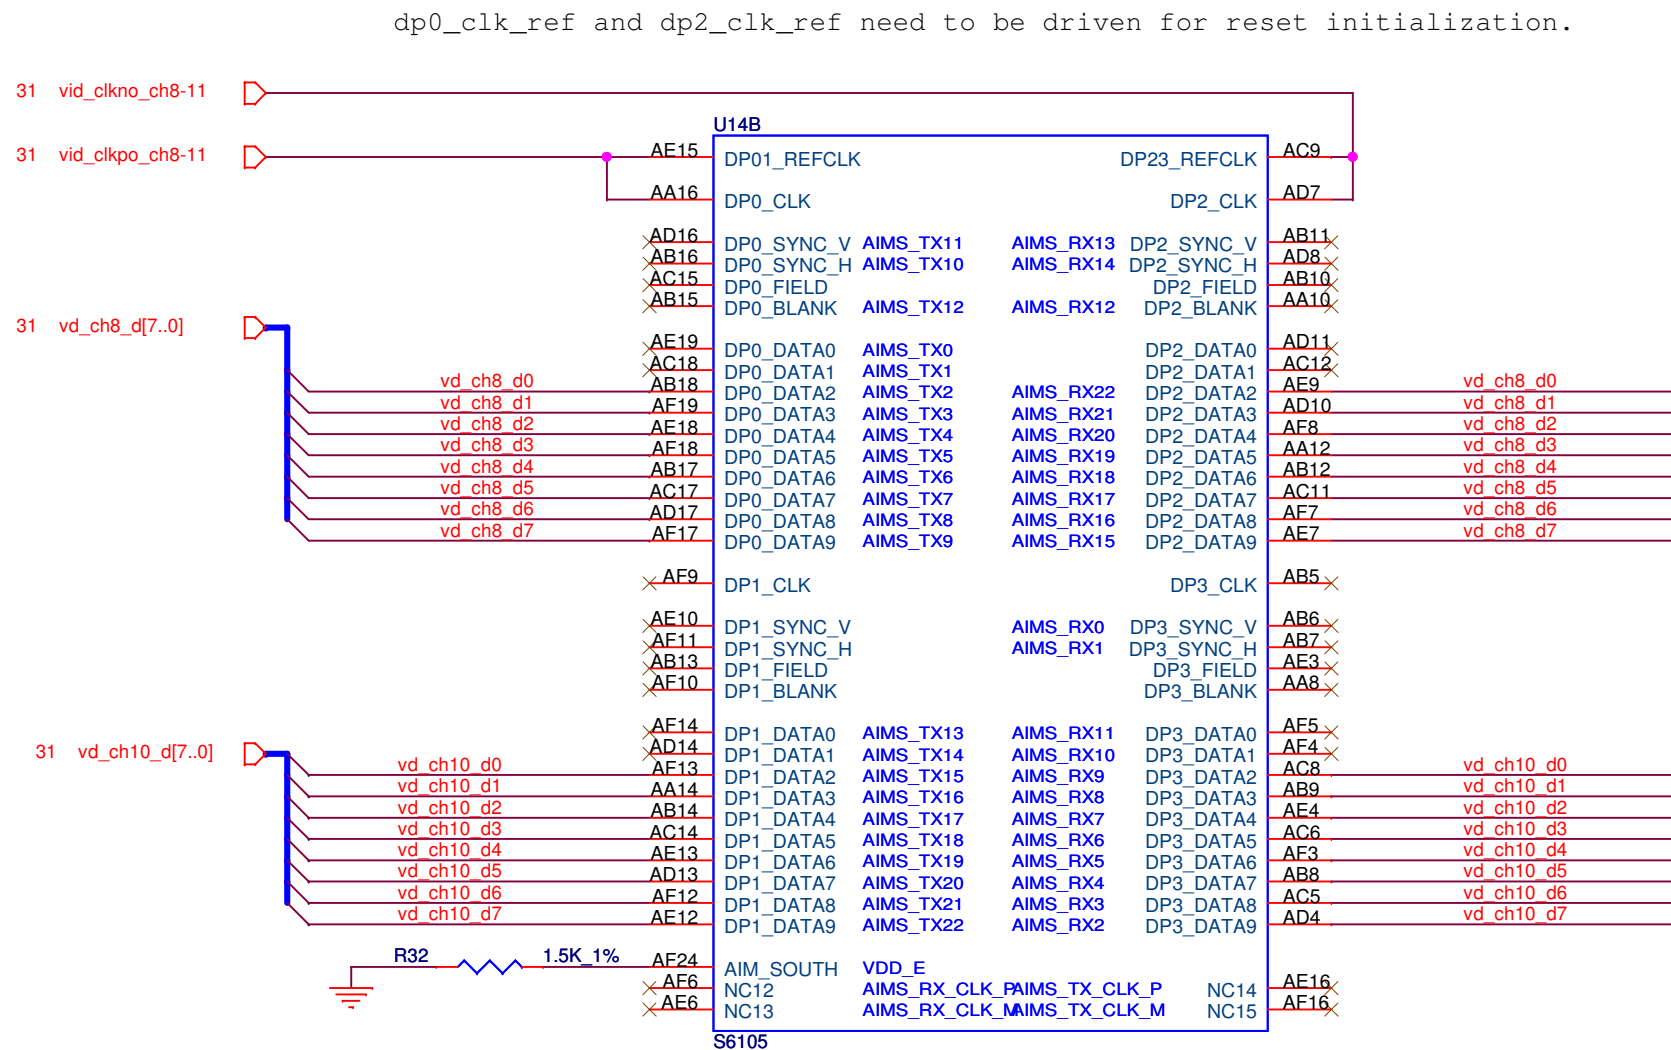 dp0_clk_ref and dp2_clk_ref need to be driven for reset initialization.
31 vid_clkno_ch8-11
U14B
31 vid_clkpo_ch8-11 AE15 DP01_REFCLK DP23_REFCLK AC9
AA16 DP0_CLK DP2_CLK AD7
AD16 DP0_SYNC_V AIMS_TX11 AIMS_RX13 DP2_SYNC_V AB11
AB16 DP0_SYNC_H AIMS_TX10 AIMS_RX14 DP2_SYNC_H AD8
AC15 DP0_FIELD DP2_FIELD AB10
AB15 DP0_BLANK AIMS_TX12 AIMS_RX12 DP2_BLANK AA10
31 vd_ch8_d[7..0]
AE19 DP0_DATA0 AIMS_TX0 DP2_DATA0 AD11
AC18 DP0_DATA1 AIMS_TX1 DP2_DATA1 AC12
vd_ch8_d0 AB18 DP0_DATA2 AIMS_TX2 AIMS_RX22 DP2_DATA2 AE9 vd_ch8_d0
vd_ch8_d1 AF19 DP0_DATA3 AIMS_TX3 AIMS_RX21 DP2_DATA3 AD10 vd_ch8_d1
vd_ch8_d2 AE18 DP0_DATA4 AIMS_TX4 AIMS_RX20 DP2_DATA4 AF8 vd_ch8_d2
vd_ch8_d3 AF18 DP0_DATA5 AIMS_TX5 AIMS_RX19 DP2_DATA5 AA12 vd_ch8_d3
vd_ch8_d4 AB17 DP0_DATA6 AIMS_TX6 AIMS_RX18 DP2_DATA6 AB12 vd_ch8_d4
vd_ch8_d5 AC17 DP0_DATA7 AIMS_TX7 AIMS_RX17 DP2_DATA7 AC11 vd_ch8_d5
vd_ch8_d6 AD17 DP0_DATA8 AIMS_TX8 AIMS_RX16 DP2_DATA8 AF7 vd_ch8_d6
vd_ch8_d7 AF17 DP0_DATA9 AIMS_TX9 AIMS_RX15 DP2_DATA9 AE7 vd_ch8_d7
AF9 DP1_CLK DP3_CLK AB5
AE10 DP1_SYNC_V AIMS_RX0 DP3_SYNC_V AB6
AF11 DP1_SYNC_H AIMS_RX1 DP3_SYNC_H AB7
AB13 DP1_FIELD DP3_FIELD AE3
AF10 DP1_BLANK DP3_BLANK AA8
AF14 DP1_DATA0 AIMS_TX13 AIMS_RX11 DP3_DATA0 AF5
31 vd_ch10_d[7..0] AD14 DP1_DATA1 AIMS_TX14 AIMS_RX10 DP3_DATA1 AF4
vd_ch10_d0 AF13 DP1_DATA2 AIMS_TX15 AIMS_RX9 DP3_DATA2 AC8 vd_ch10_d0
vd_ch10_d1 AA14 DP1_DATA3 AIMS_TX16 AIMS_RX8 DP3_DATA3 AB9 vd_ch10_d1
vd_ch10_d2 AB14 DP1_DATA4 AIMS_TX17 AIMS_RX7 DP3_DATA4 AE4 vd_ch10_d2
vd_ch10_d3 AC14 DP1_DATA5 AIMS_TX18 AIMS_RX6 DP3_DATA5 AC6 vd_ch10_d3
vd_ch10_d4 AE13 DP1_DATA6 AIMS_TX19 AIMS_RX5 DP3_DATA6 AF3 vd_ch10_d4
vd_ch10_d5 AD13 DP1_DATA7 AIMS_TX20 AIMS_RX4 DP3_DATA7 AB8 vd_ch10_d5
vd_ch10_d6 AF12 DP1_DATA8 AIMS_TX21 AIMS_RX3 DP3_DATA8 AC5 vd_ch10_d6
vd_ch10_d7 AE12 DP1_DATA9 AIMS_TX22 AIMS_RX2 DP3_DATA9 AD4 vd_ch10_d7
R32 1.5K_1% AF24 AIM_SOUTH VDD_E
AF6 NC12 AIMS_RX_CLK_P AIMS_TX_CLK_P NC14 AE16
AE6 NC13 AIMS_RX_CLK_M AIMS_TX_CLK_M NC15 AF16
S6105